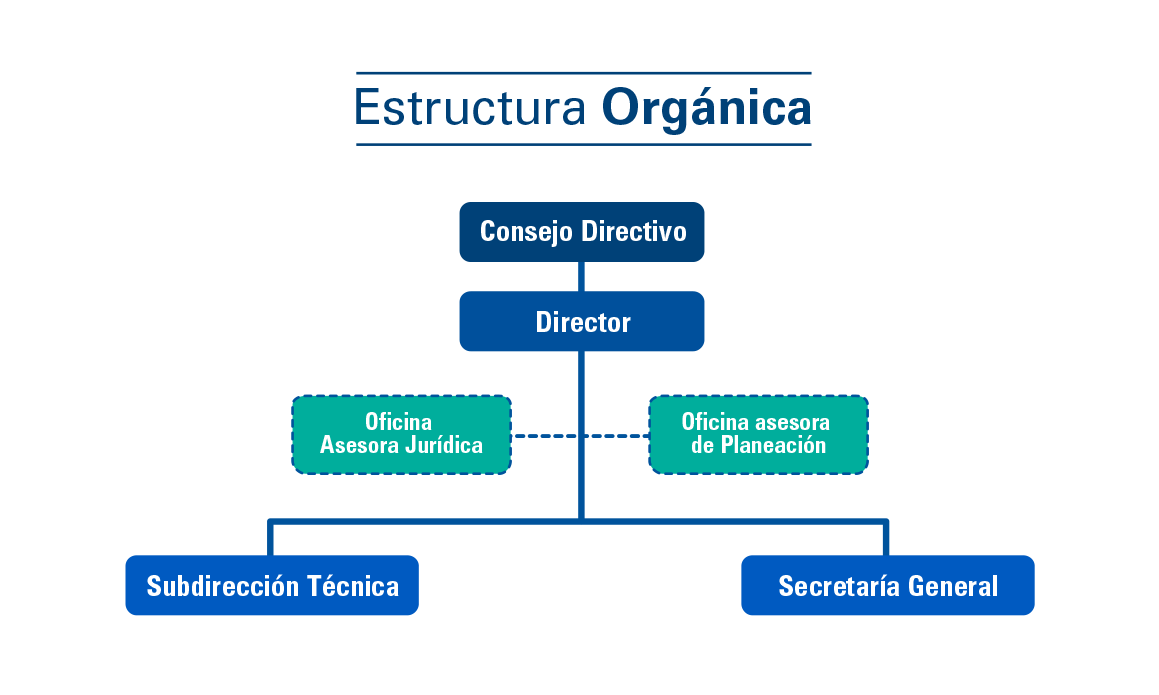 Estructura Orgánica
Consejo Directivo
Director
Oficina
Asesora Jurídica
Oficina asesora
de Planeación
Subdirección Técnica
Secretaría General